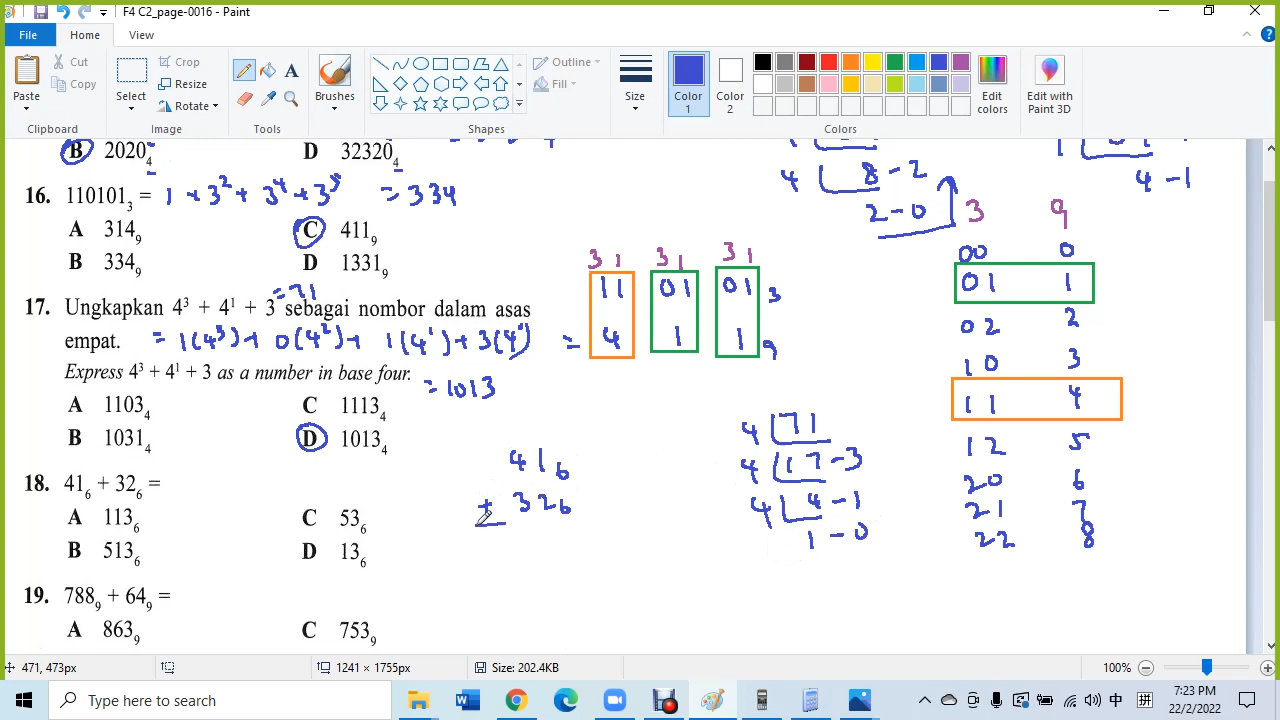 F4 C2_page-0016 - Paint
File Home View
Paste Cut Copy Clipboard
Select Crop Resize Rotate Image
Tools
Brushes
Outline Fill Shapes
Size
Color 1 Color 2 Edit colors Edit with Paint 3D Colors
B 2020₄ D 32320₄
4 8 - 2
2 - 0
4 - 1
16. 110101₃ = 1 + 3² + 3⁴ + 3⁵ = 334
A 314₉ C 411₉
B 334₉ D 1331₉
3 1 3 1 3 1
11 01 01 3
= 4 1 1 9
= 71
17. Ungkapkan 4³ + 4¹ + 3 sebagai nombor dalam asas
empat. = 1(4³) + 0(4²) + 1(4¹) + 3(4⁰)
Express 4³ + 4¹ + 3 as a number in base four. = 1013
A 1103₄ C 1113₄
B 1031₄ D 1013₄
3 9
00 0
01 1
02 2
10 3
11 4
12 5
20 6
21 7
22 8
4 71
4 17 - 3
4 4 - 1
1 - 0
18. 41₆ + 32₆ =
A 113₆ C 53₆
B 513₆ D 13₆
41₆
+ 32₆
19. 788₉ + 64₉ =
A 863₉ C 753₉
471, 473px 1241 × 1755px Size: 202.4KB 100%
Type here to search
中 拼 7:23 PM
22/2/2022